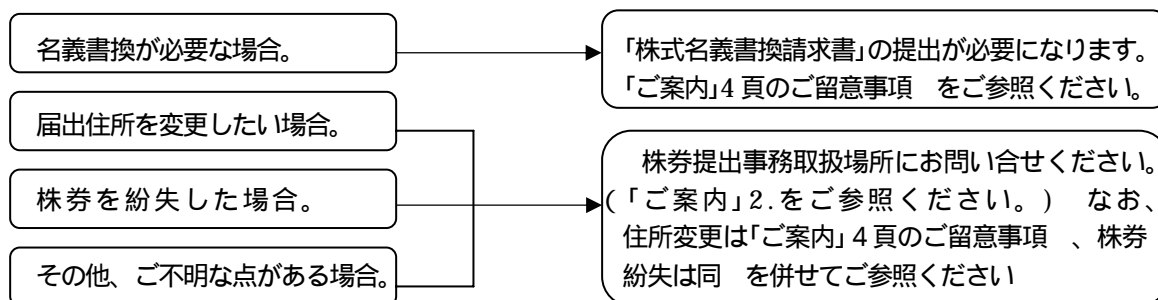 名義書換が必要な場合。
「株式名義書換請求書」の提出が必要になります。
「ご案内」4頁のご留意事項　をご参照ください。
届出住所を変更したい場合。
株券を紛失した場合。
その他、ご不明な点がある場合。
株券提出事務取扱場所にお問い合せください。
(「ご案内」2.をご参照ください。)　なお、
住所変更は「ご案内」4頁のご留意事項　、株券
紛失は同　を併せてご参照ください